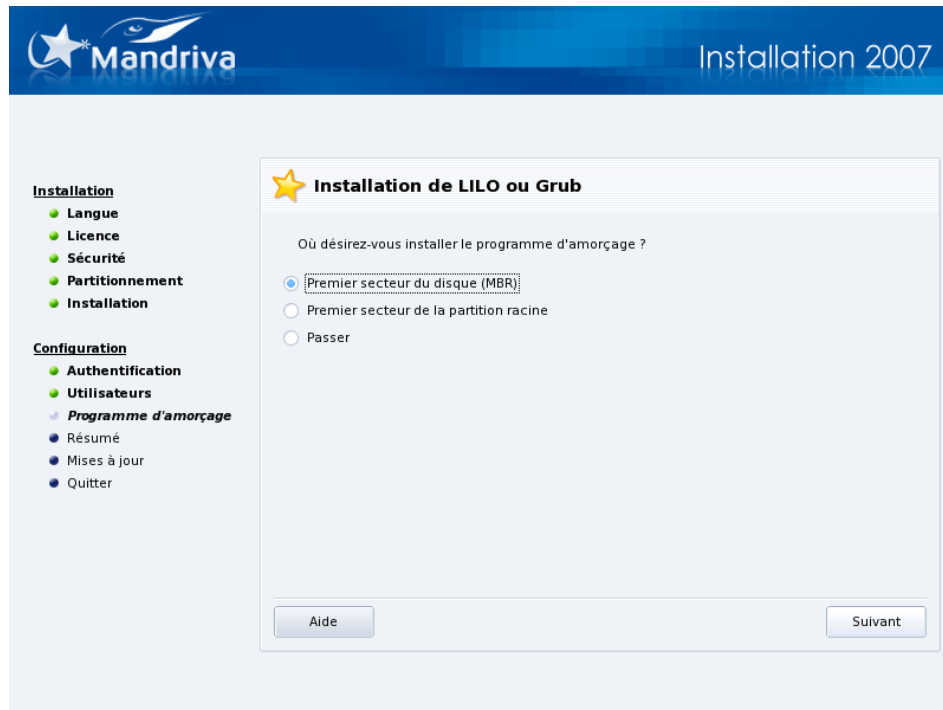 Mandriva
Installation 2007
Installation
Langue
Licence
Sécurité
Partitionnement
Installation
Configuration
Authentification
Utilisateurs
Programme d'amorçage
Résumé
Mises à jour
Quitter
Installation de LILO ou Grub
Où désirez-vous installer le programme d'amorçage ?
Premier secteur du disque (MBR)
Premier secteur de la partition racine
Passer
Aide
Suivant